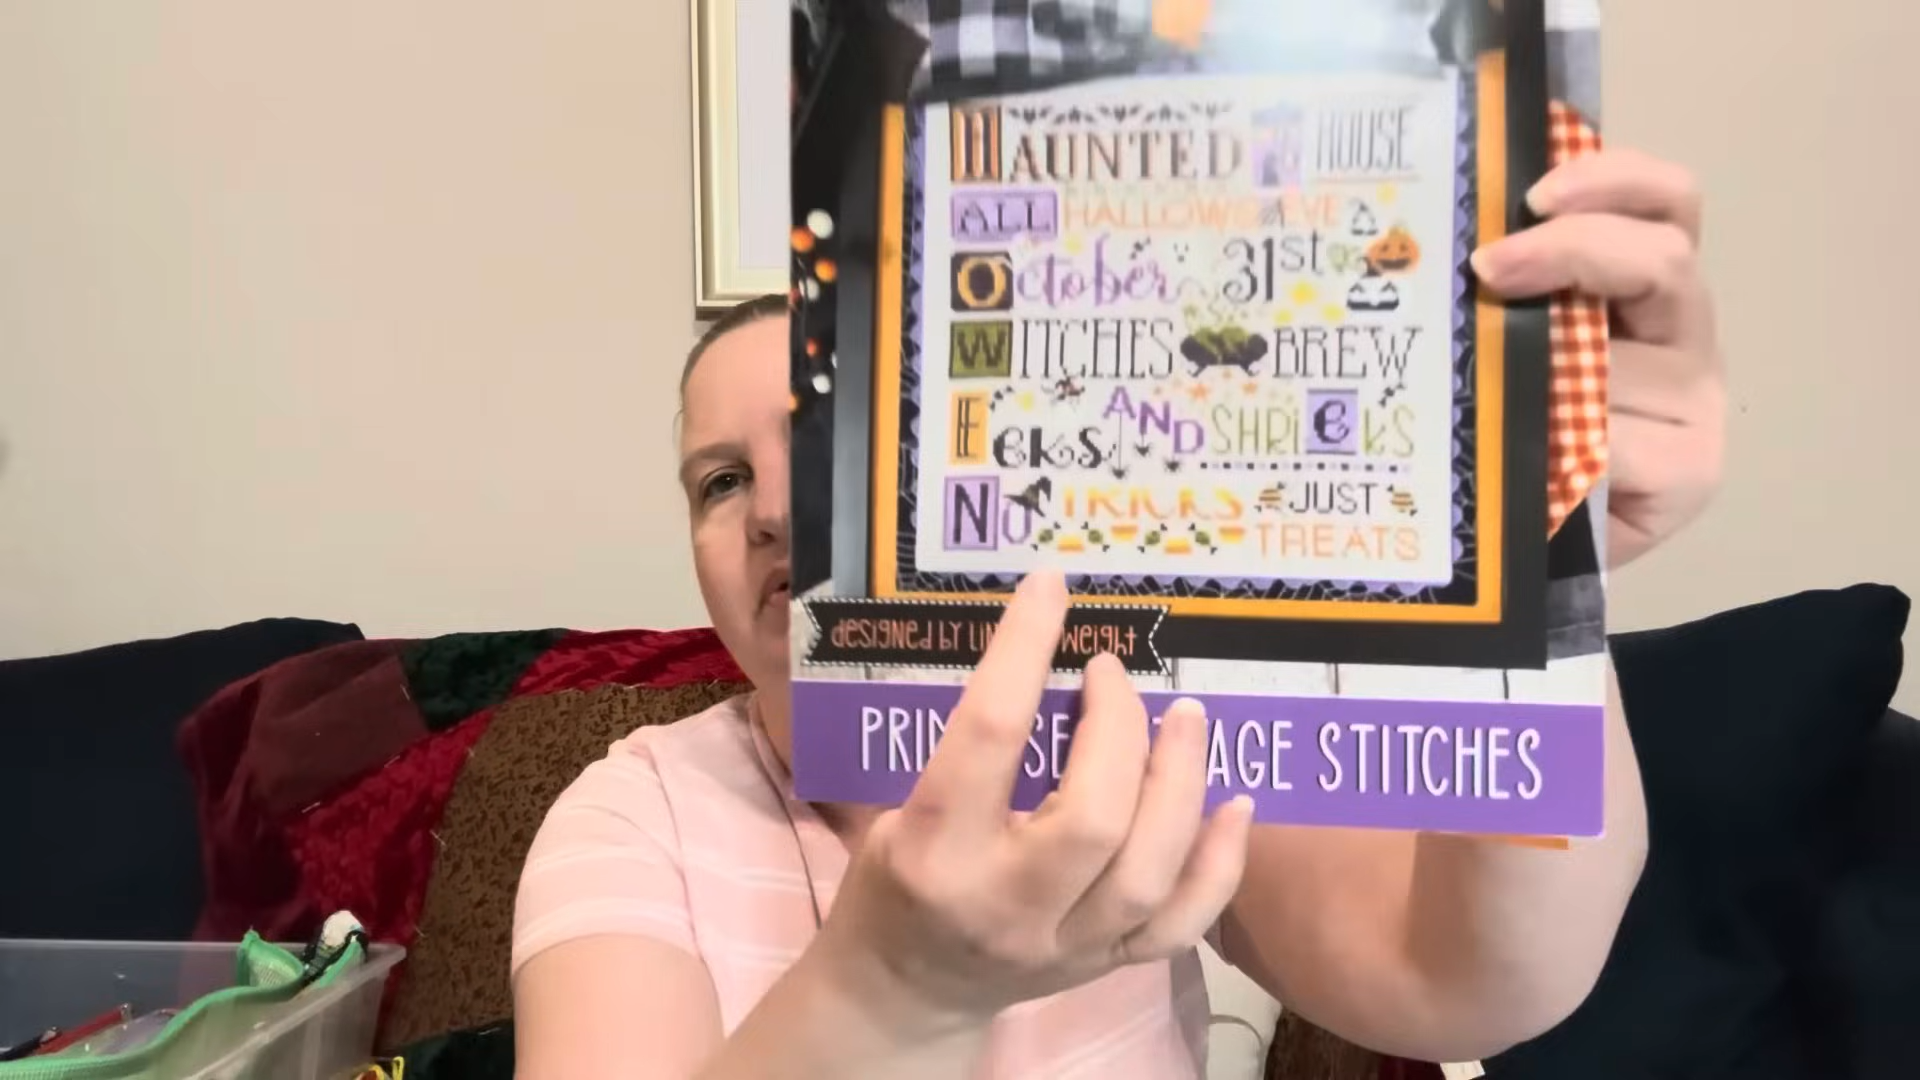 HAUNTED HOUSE
ALL HALLOWS EVE
October 31st
WITCHES BREW
EEKS AND SHRIEKS
NO TRICKS JUST
TREATS
designed by weight
STITCHES